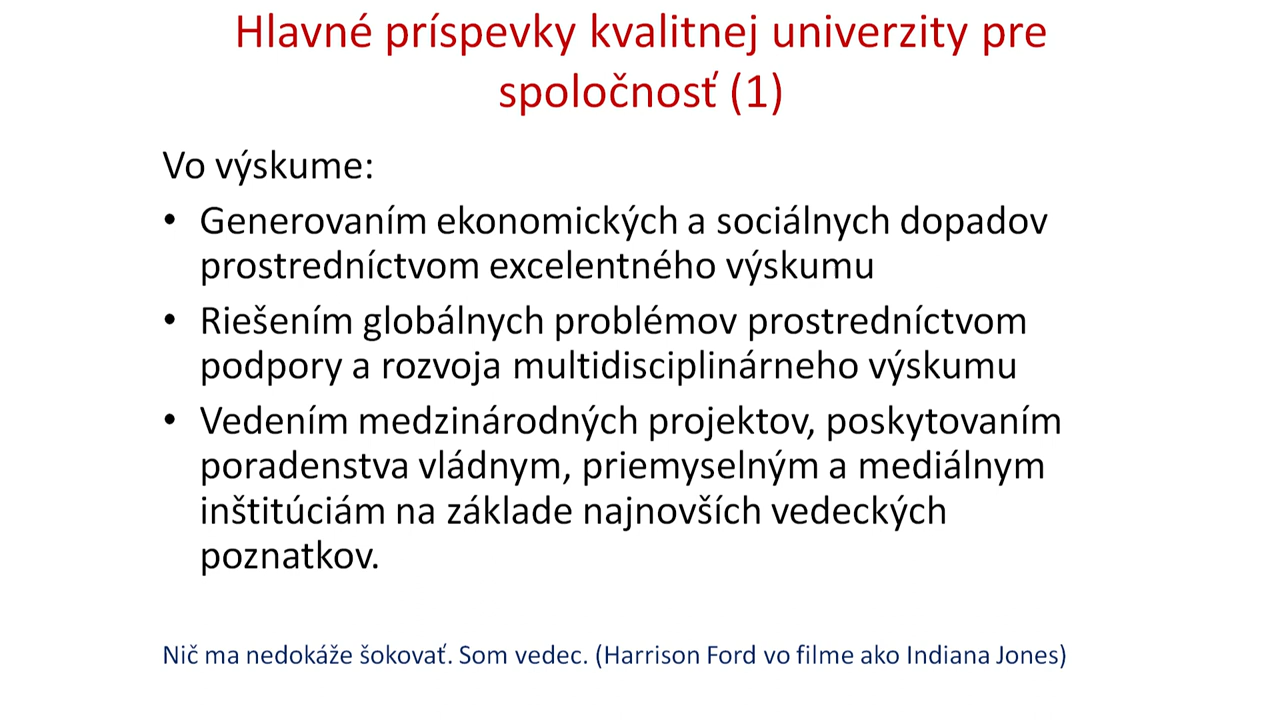 Hlavné príspevky kvalitnej univerzity pre
spoločnosť (1)
Vo výskume:
• Generovaním ekonomických a sociálnych dopadov
prostredníctvom excelentného výskumu
• Riešením globálnych problémov prostredníctvom
podpory a rozvoja multidisciplinárneho výskumu
• Vedením medzinárodných projektov, poskytovaním
poradenstva vládnym, priemyselným a mediálnym
inštitúciám na základe najnovších vedeckých
poznatkov.
Nič ma nedokáže šokovať. Som vedec. (Harrison Ford vo filme ako Indiana Jones)